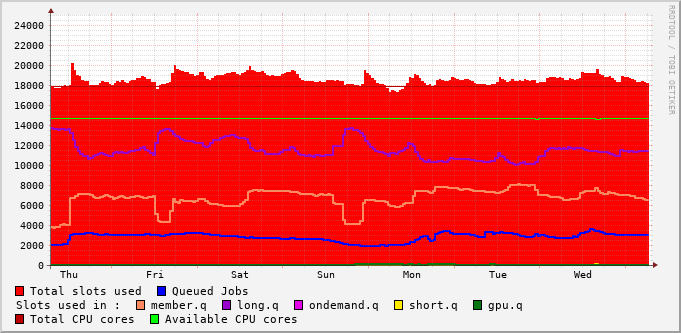 24000
22000
20000
18000
16000
14000
12000
10000
8000
6000
4000
2000
0
Thu Fri Sat Sun Mon Tue Wed
RRDTOOL / TOBI OETIKER
Total slots used Queued Jobs
Slots used in : member.q long.q ondemand.q short.q gpu.q
Total CPU cores Available CPU cores